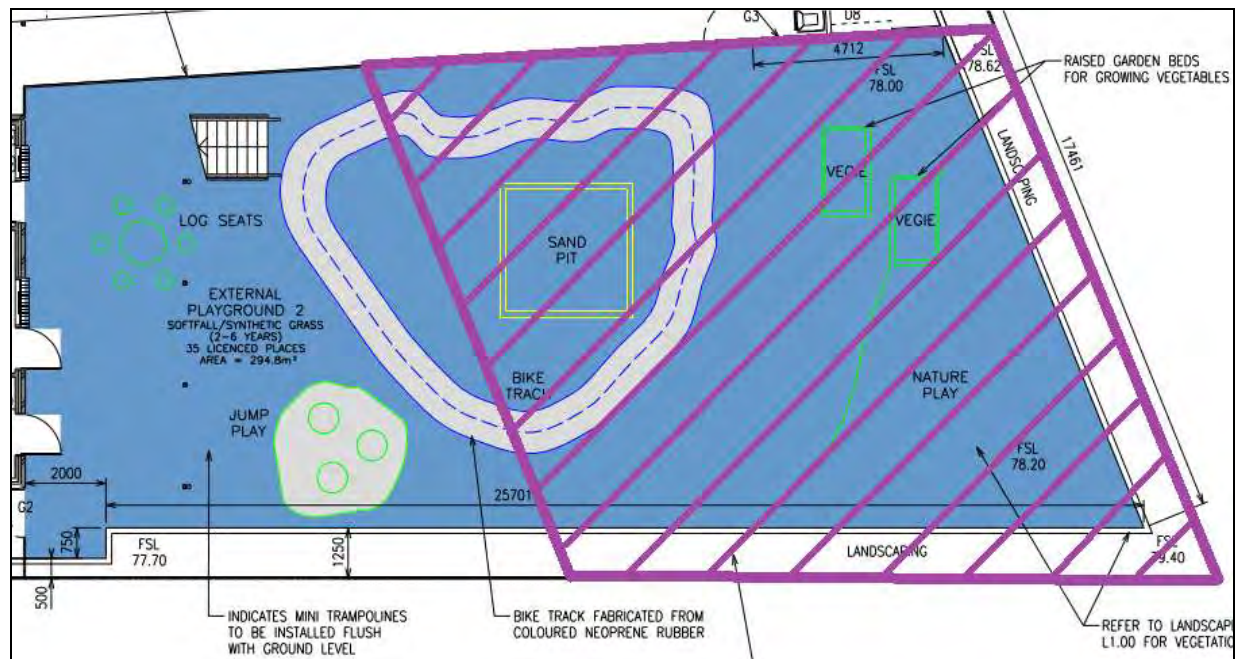 G3
D8
4712
FSL
78.62
FSL
78.00
RAISED GARDEN BEDS
FOR GROWING VEGETABLES
17461
LANDSCAPING
VEGIE
VEGIE
LOG SEATS
SAND
PIT
EXTERNAL
PLAYGROUND 2
SOFTFALL/SYNTHETIC GRASS
(2-6 YEARS)
35 LICENCED PLACES
AREA = 294.8m²
BIKE
TRACK
NATURE
PLAY
JUMP
PLAY
FSL
78.20
2000
25701
G2
750
FSL
77.70
1250
LANDSCAPING
FSL
79.40
500
INDICATES MINI TRAMPOLINES
TO BE INSTALLED FLUSH
WITH GROUND LEVEL
BIKE TRACK FABRICATED FROM
COLOURED NEOPRENE RUBBER
REFER TO LANDSCAP
L1.00 FOR VEGETATIO